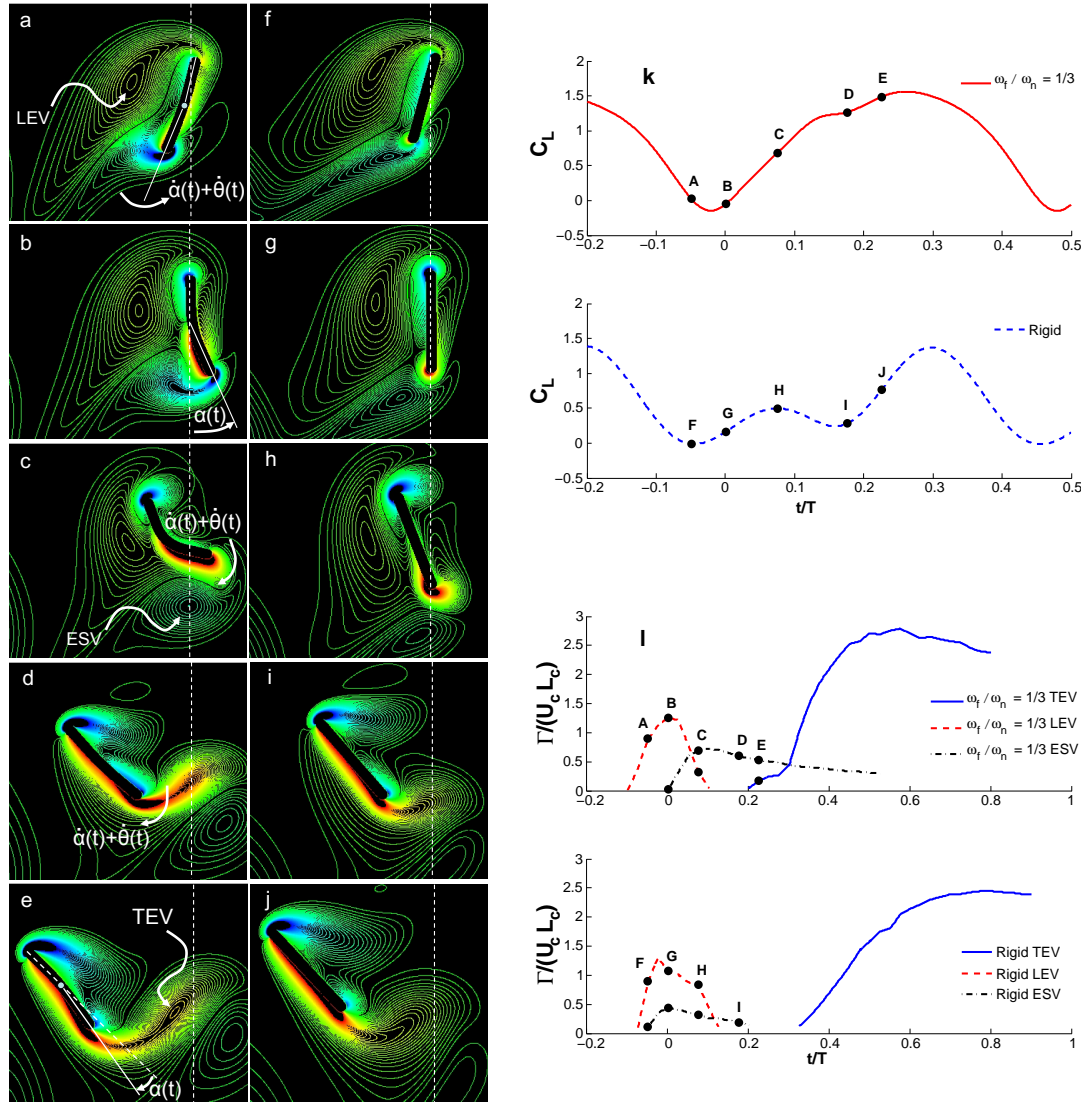 a
LEV
α̇(t)+θ̇(t)
f
b
α(t)
g
c
α̇(t)+θ̇(t)
ESV
h
d
α̇(t)+θ̇(t)
i
e
TEV
α(t)
j
k
ω_f / ω_n = 1/3
C_L
2
1.5
1
0.5
0
−0.5
A
B
C
D
E
−0.2
−0.1
0
0.1
0.2
0.3
0.4
0.5
Rigid
C_L
2
1.5
1
0.5
0
−0.5
F
G
H
I
J
−0.2
−0.1
0
0.1
0.2
0.3
0.4
0.5
t/T
l
Γ/(U_c L_c)
3
2.5
2
1.5
1
0.5
0
A
B
C
D
E
ω_f / ω_n = 1/3 TEV
ω_f / ω_n = 1/3 LEV
ω_f / ω_n = 1/3 ESV
−0.2
0
0.2
0.4
0.6
0.8
1
Γ/(U_c L_c)
3
2.5
2
1.5
1
0.5
0
F
G
H
I
Rigid TEV
Rigid LEV
Rigid ESV
−0.2
0
0.2
0.4
0.6
0.8
1
t/T